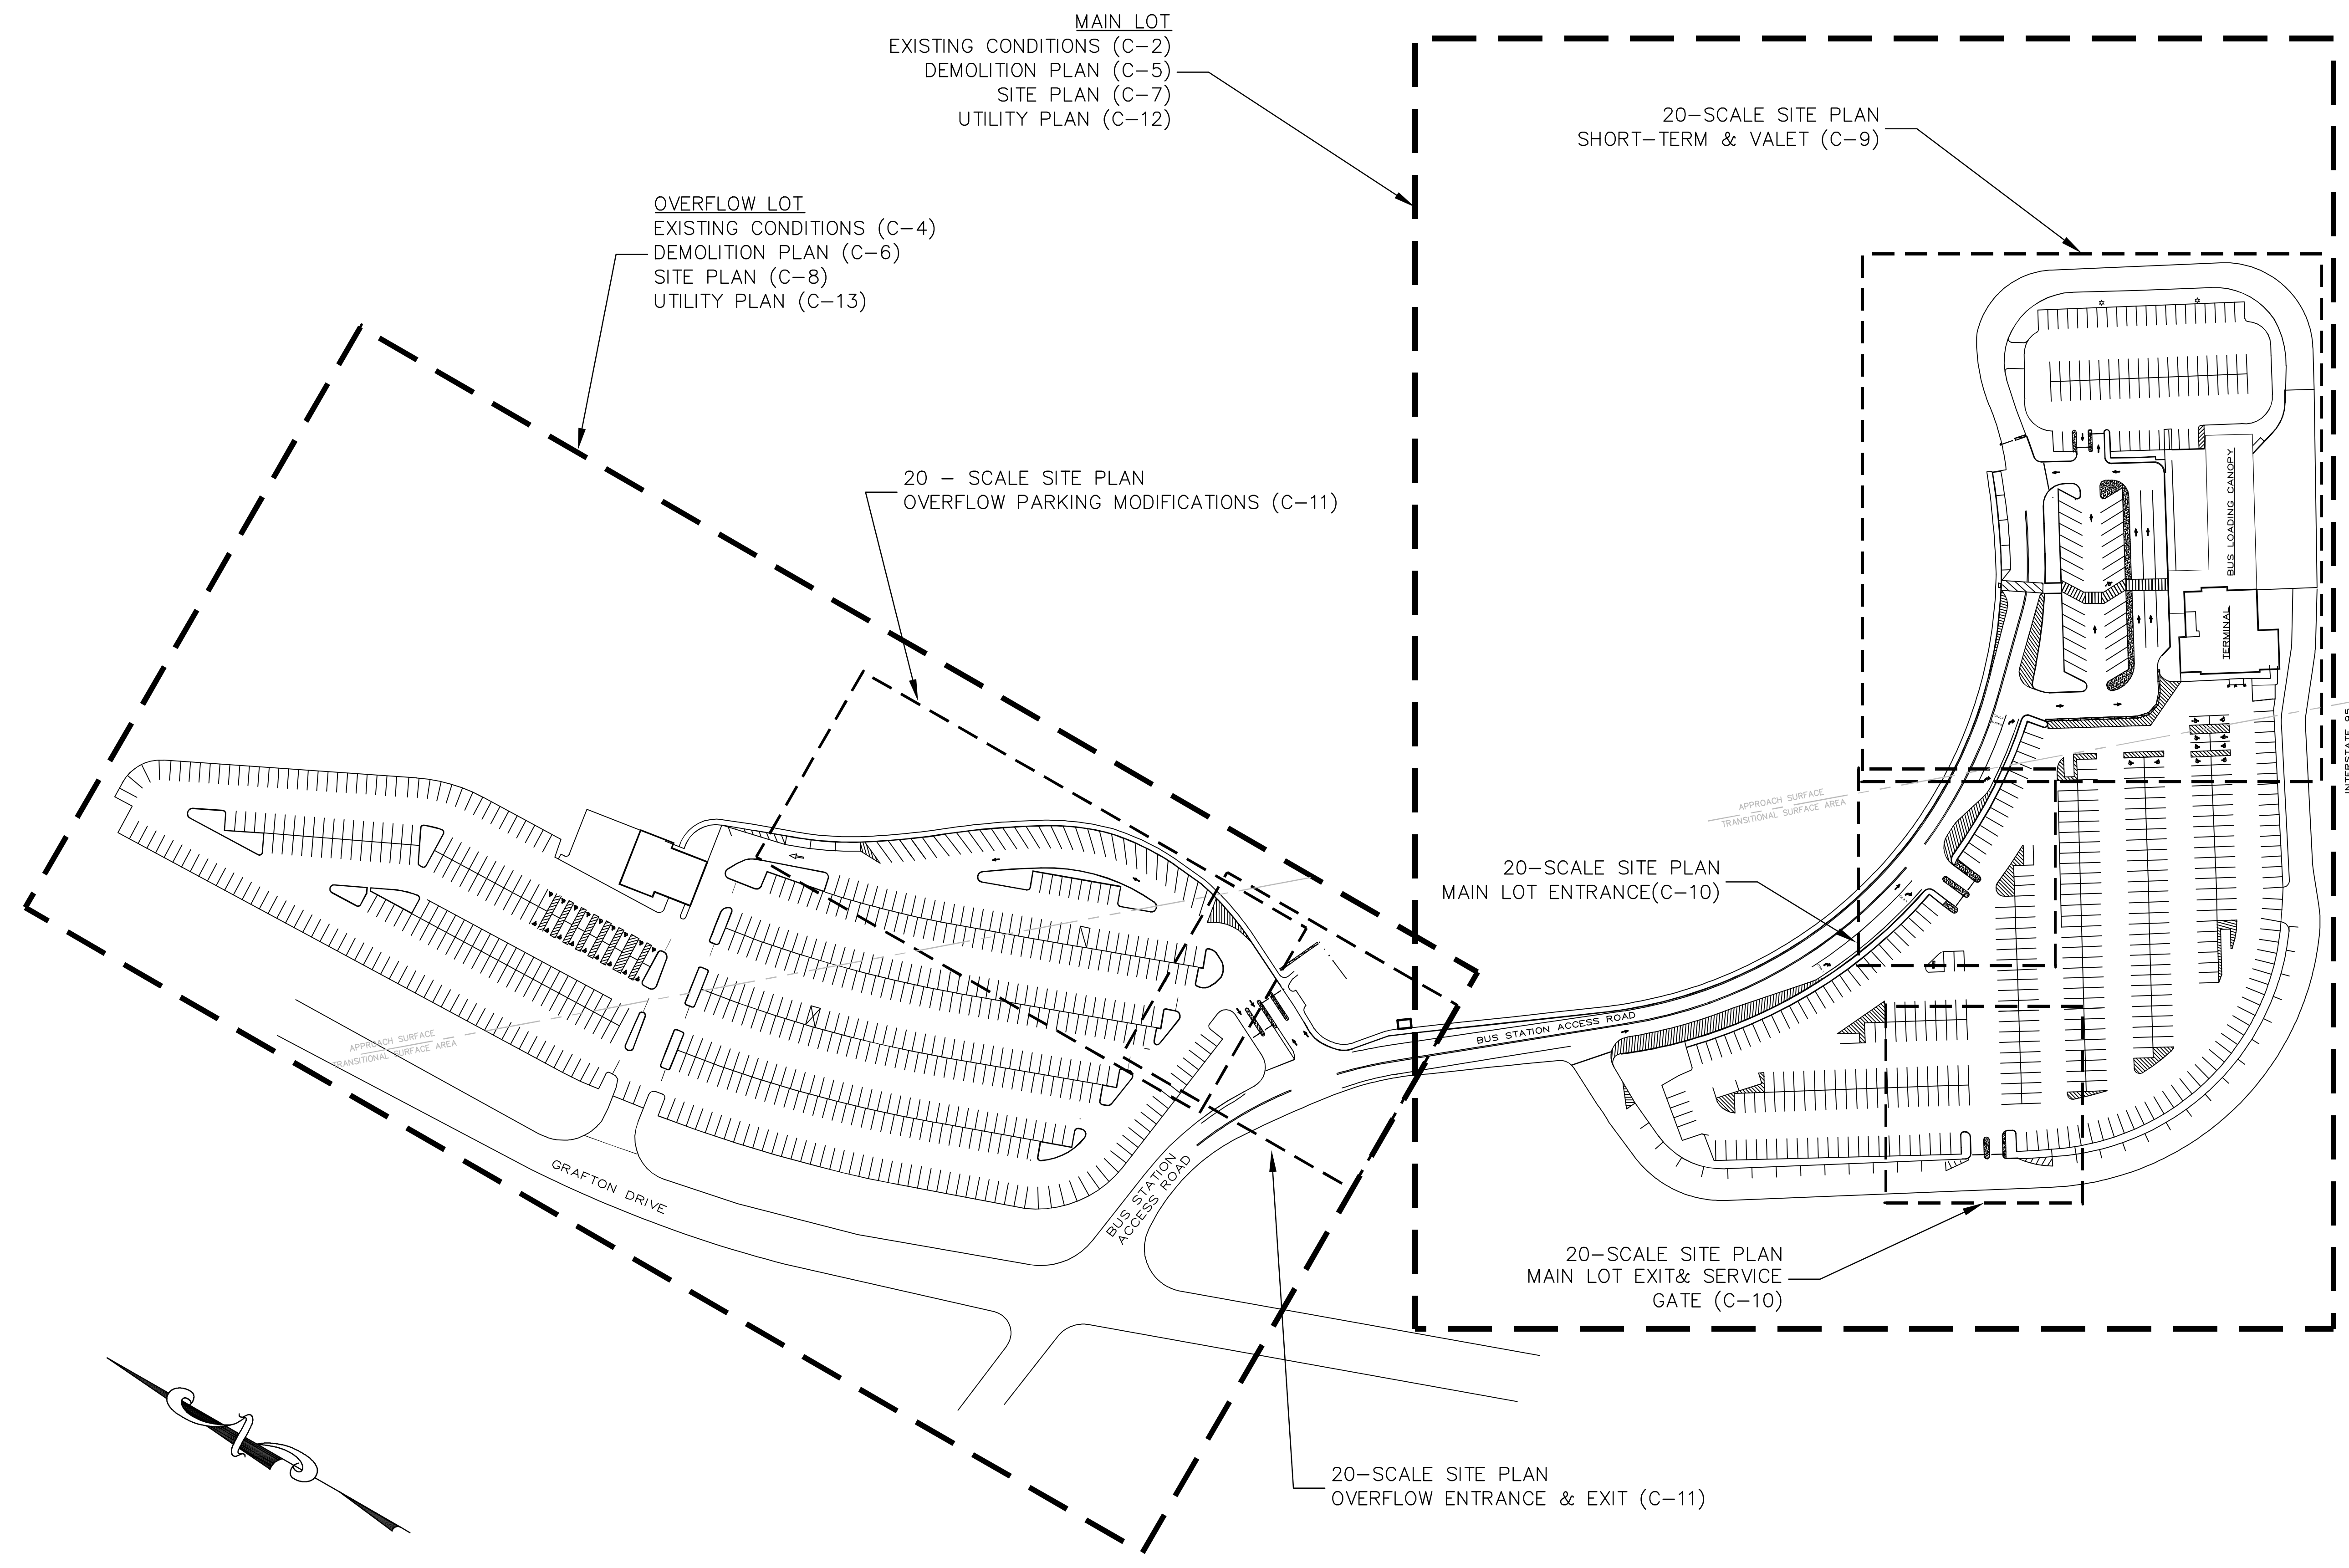 MAIN LOT
EXISTING CONDITIONS (C-2)
DEMOLITION PLAN (C-5)
SITE PLAN (C-7)
UTILITY PLAN (C-12)
20-SCALE SITE PLAN
SHORT-TERM & VALET (C-9)
OVERFLOW LOT
EXISTING CONDITIONS (C-4)
DEMOLITION PLAN (C-6)
SITE PLAN (C-8)
UTILITY PLAN (C-13)
20 - SCALE SITE PLAN
OVERFLOW PARKING MODIFICATIONS (C-11)
BUS LOADING CANOPY
TERMINAL
INTERSTATE 95
APPROACH SURFACE
TRANSITIONAL SURFACE AREA
20-SCALE SITE PLAN
MAIN LOT ENTRANCE(C-10)
BUS STATION ACCESS ROAD
APPROACH SURFACE
TRANSITIONAL SURFACE AREA
GRAFTON DRIVE
BUS STATION
ACCESS ROAD
20-SCALE SITE PLAN
MAIN LOT EXIT& SERVICE
GATE (C-10)
20-SCALE SITE PLAN
OVERFLOW ENTRANCE & EXIT (C-11)